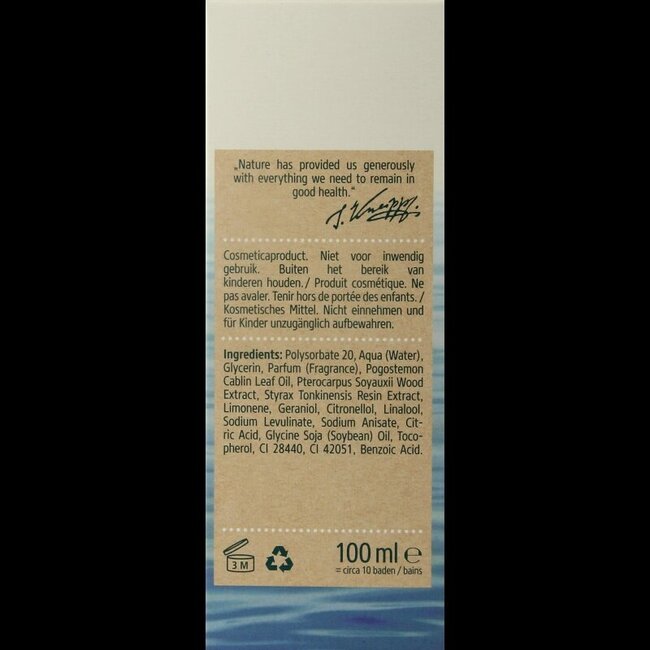 „Nature has provided us generously
with everything we need to remain in
good health.“
S. Kneipp.
Cosmeticaproduct. Niet voor inwendig
gebruik. Buiten het bereik van
kinderen houden. / Produit cosmétique. Ne
pas avaler. Tenir hors de portée des enfants. /
Kosmetisches Mittel. Nicht einnehmen und
für Kinder unzugänglich aufbewahren.
Ingredients: Polysorbate 20, Aqua (Water),
Glycerin, Parfum (Fragrance), Pogostemon
Cablin Leaf Oil, Pterocarpus Soyauxii Wood
Extract, Styrax Tonkinensis Resin Extract,
Limonene, Geraniol, Citronellol, Linalool,
Sodium Levulinate, Sodium Anisate, Cit-
ric Acid, Glycine Soja (Soybean) Oil, Toco-
pherol, CI 28440, CI 42051, Benzoic Acid.
3 M
100 ml ℮
= circa 10 baden / bains